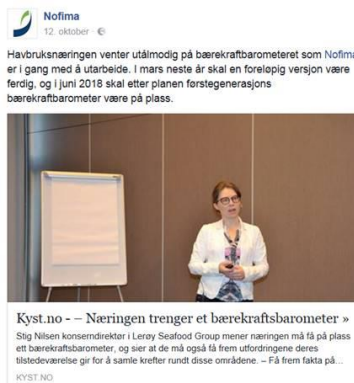 Nofima
12. oktober ·
Havbruksnæringen venter utålmodig på bærekraftbarometeret som Nofima
er i gang med å utarbeide. I mars neste år skal en foreløpig versjon være
ferdig, og i juni 2018 skal etter planen førstegenerasjons
bærekraftbarometer være på plass.
Kyst.no - – Næringen trenger et bærekraftsbarometer »
Stig Nilsen konserndirektør i Lerøy Seafood Group mener næringen må få på plass
ett bærekraftsbarometer, og sier at de må også få frem utfordringene deres
tilstedeværelse gir for å samle krefter rundt disse områdene. – Få frem fakta på…
KYST.NO